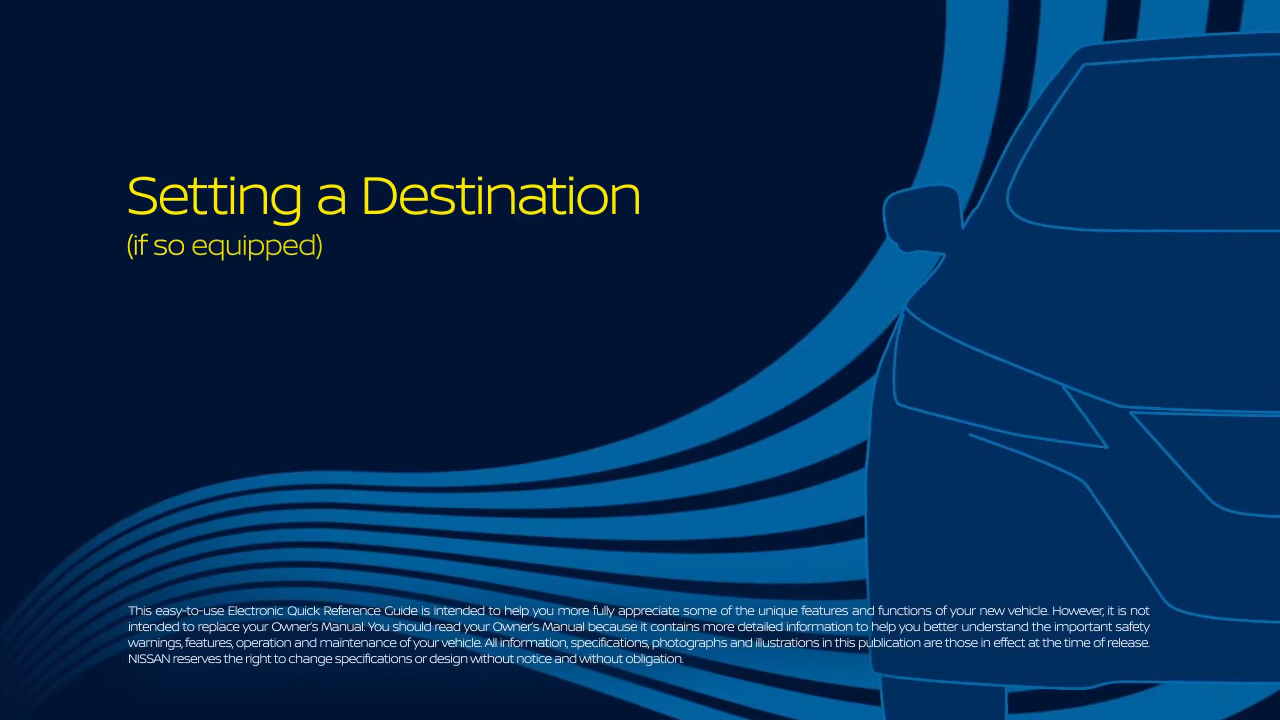 Setting a Destination
(if so equipped)
This easy-to-use Electronic Quick Reference Guide is intended to help you more fully appreciate some of the unique features and functions of your new vehicle. However, it is not
intended to replace your Owner's Manual. You should read your Owner's Manual because it contains more detailed information to help you better understand the important safety
warnings, features, operation and maintenance of your vehicle. All information, specifications, photographs and illustrations in this publication are those in effect at the time of release.
NISSAN reserves the right to change specifications or design without notice and without obligation.